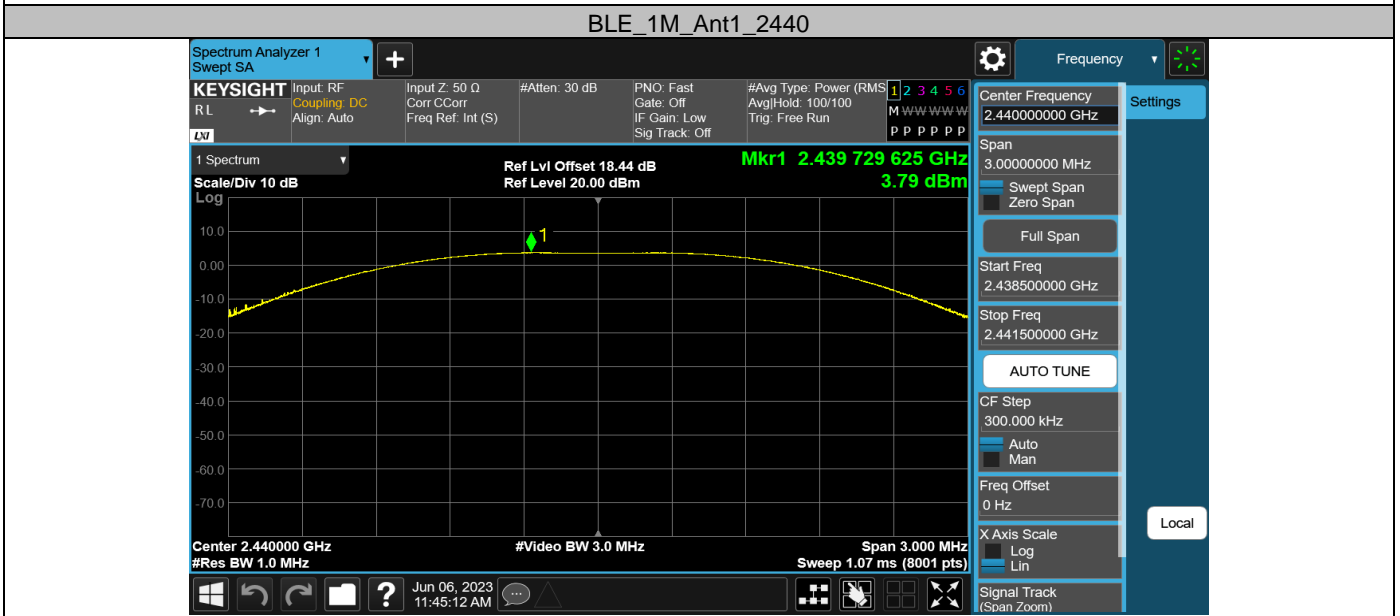 BLE_1M_Ant1_2440
Spectrum Analyzer 1
Swept SA
+
Frequency
KEYSIGHT
RL
LXI
Input: RF
Coupling: DC
Align: Auto
Input Z: 50 Ω
Corr CCorr
Freq Ref: Int (S)
#Atten: 30 dB
PNO: Fast
Gate: Off
IF Gain: Low
Sig Track: Off
#Avg Type: Power (RMS
Avg|Hold: 100/100
Trig: Free Run
1 2 3 4 5 6
M W W W W W
P P P P P P
1 Spectrum
Scale/Div 10 dB
Log
Ref Lvl Offset 18.44 dB
Ref Level 20.00 dBm
Mkr1 2.439 729 625 GHz
3.79 dBm
1
10.0
0.00
-10.0
-20.0
-30.0
-40.0
-50.0
-60.0
-70.0
Center 2.440000 GHz
#Res BW 1.0 MHz
#Video BW 3.0 MHz
Span 3.000 MHz
Sweep 1.07 ms (8001 pts)
Center Frequency
2.440000000 GHz
Span
3.00000000 MHz
Swept Span
Zero Span
Full Span
Start Freq
2.438500000 GHz
Stop Freq
2.441500000 GHz
AUTO TUNE
CF Step
300.000 kHz
Auto
Man
Freq Offset
0 Hz
X Axis Scale
Log
Lin
Signal Track
(Span Zoom)
Settings
Local
?
Jun 06, 2023
11:45:12 AM